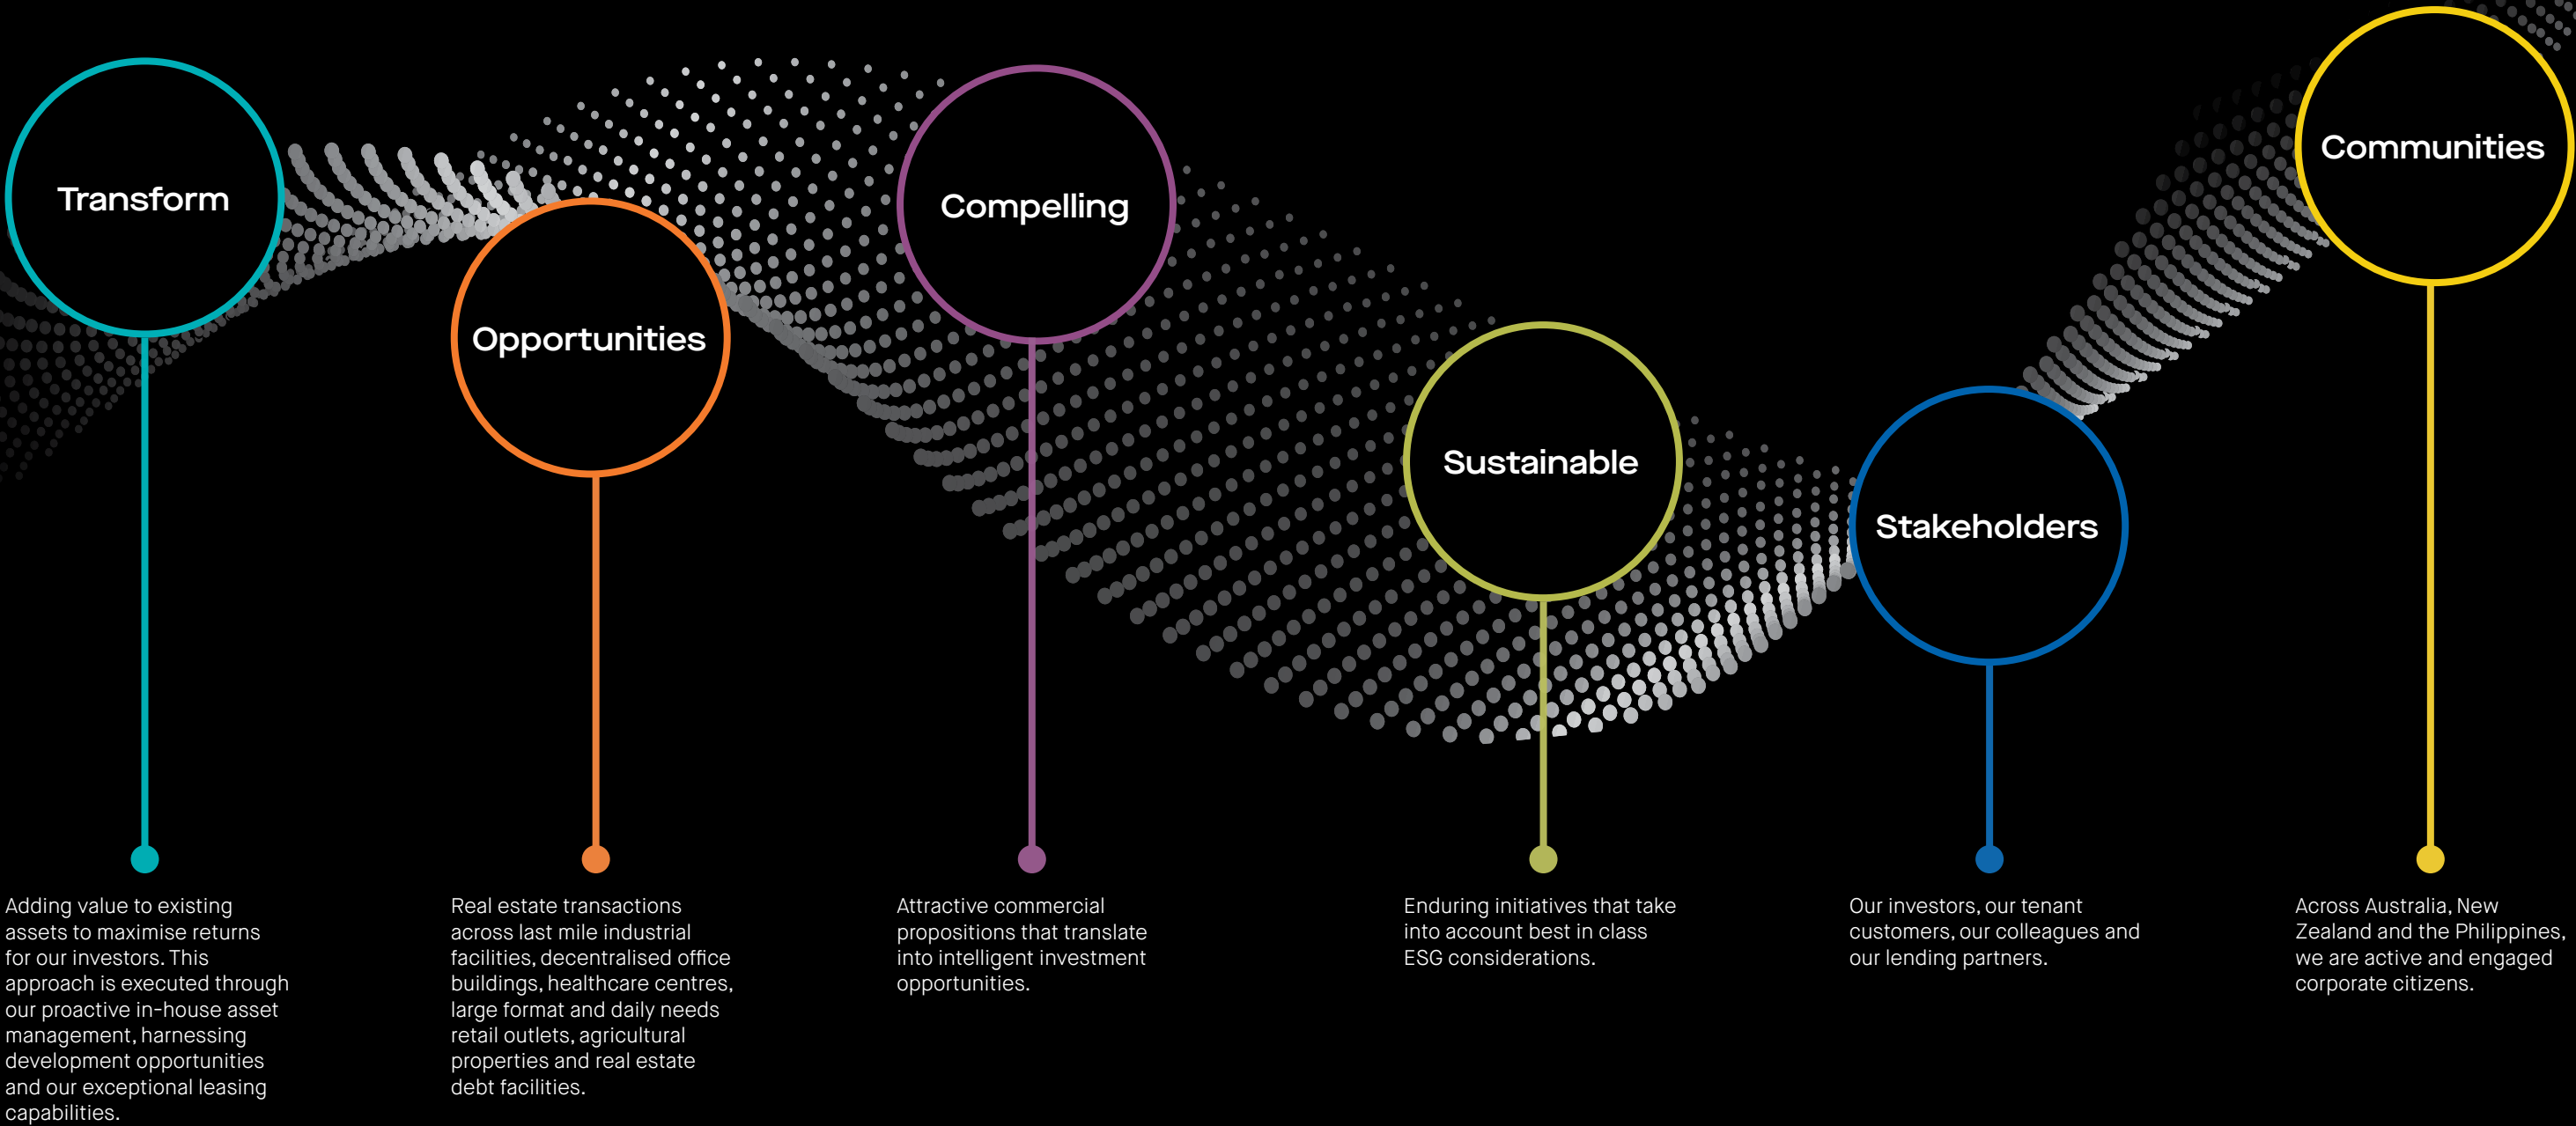 Transform
Opportunities
Compelling
Sustainable
Stakeholders
Communities
Adding value to existing
assets to maximise returns
for our investors. This
approach is executed through
our proactive in-house asset
management, harnessing
development opportunities
and our exceptional leasing
capabilities.
Real estate transactions
across last mile industrial
facilities, decentralised office
buildings, healthcare centres,
large format and daily needs
retail outlets, agricultural
properties and real estate
debt facilities.
Attractive commercial
propositions that translate
into intelligent investment
opportunities.
Enduring initiatives that take
into account best in class
ESG considerations.
Our investors, our tenant
customers, our colleagues and
our lending partners.
Across Australia, New
Zealand and the Philippines,
we are active and engaged
corporate citizens.